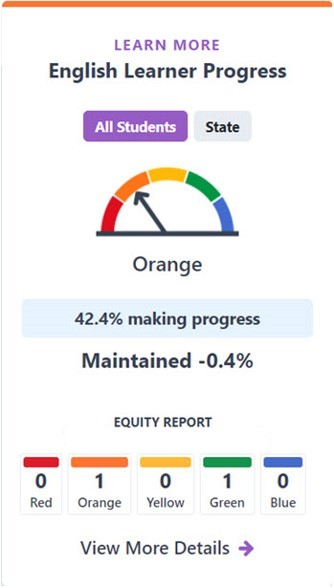 LEARN MORE
English Learner Progress
All Students State
Orange
42.4% making progress
Maintained -0.4%
EQUITY REPORT
0 1 0 1 0
Red Orange Yellow Green Blue
View More Details